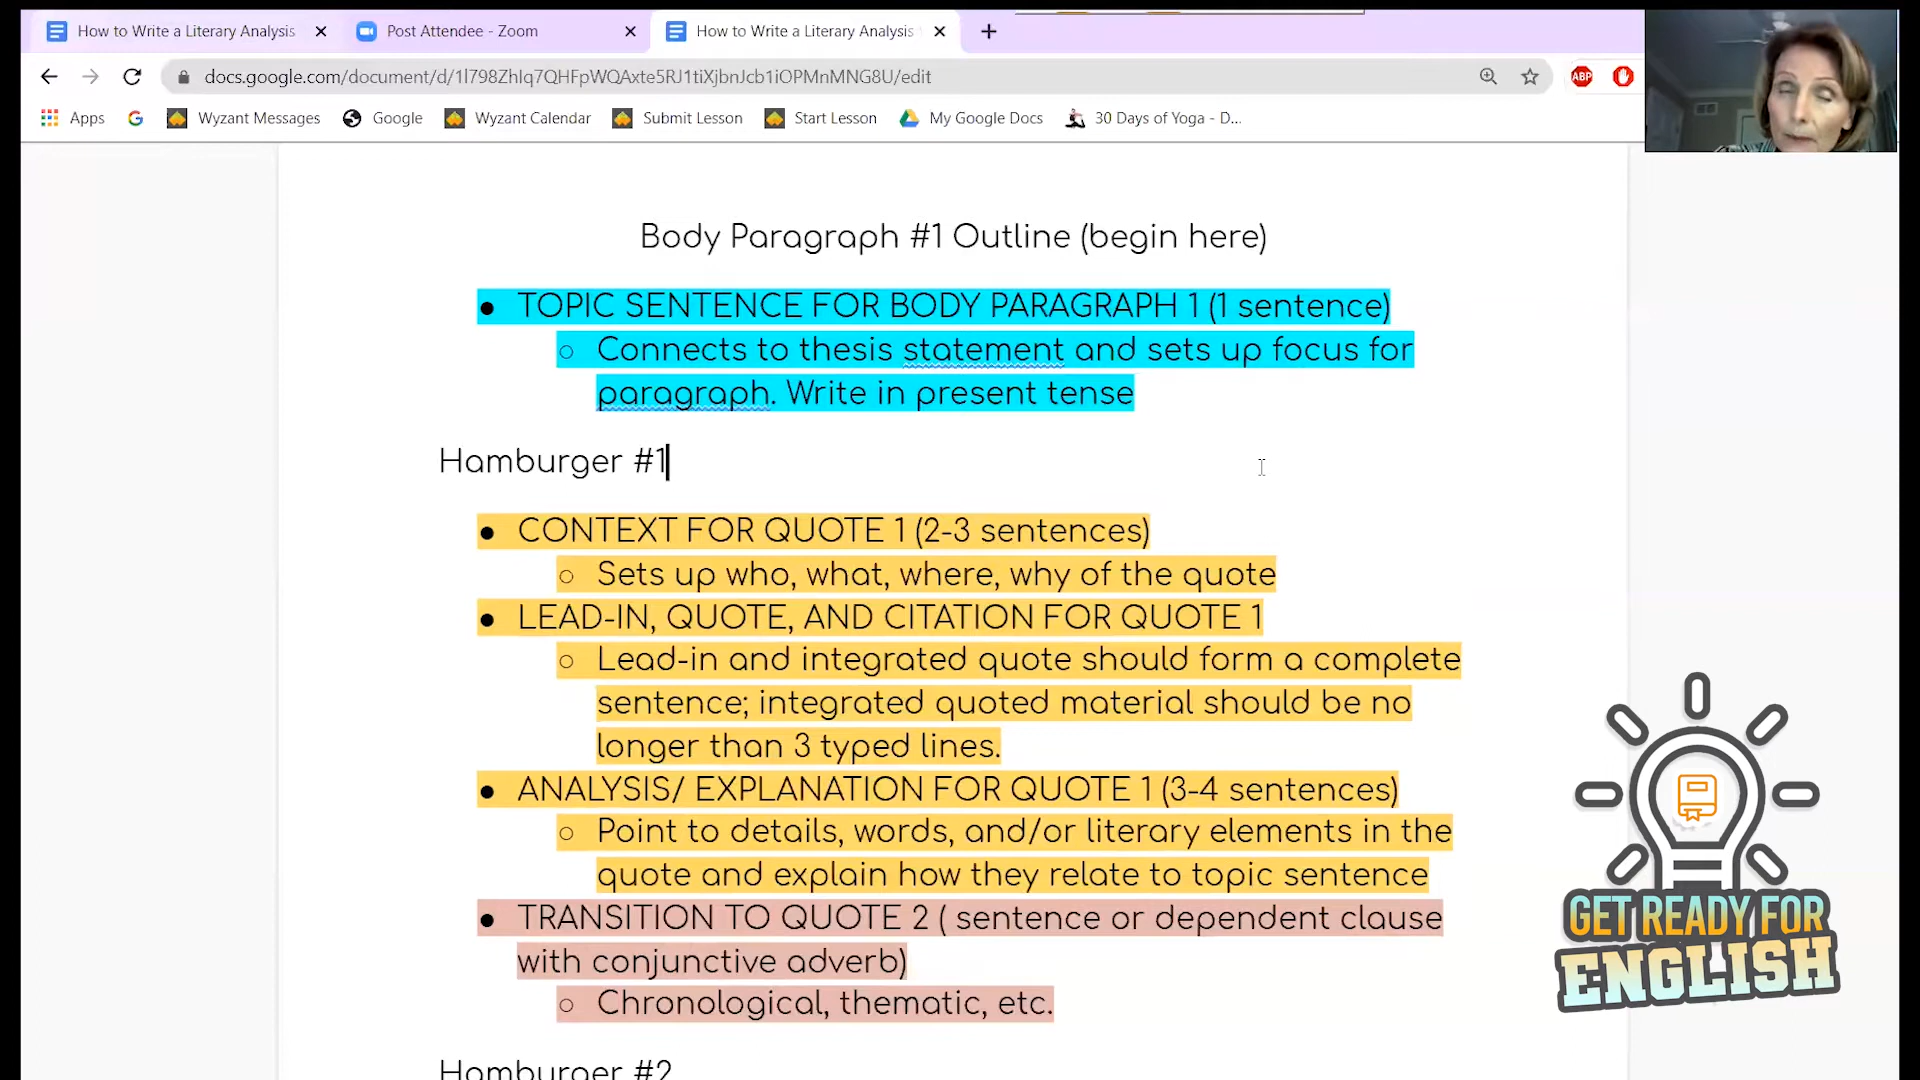 How to Write a Literary Analysis
Post Attendee - Zoom
How to Write a Literary Analysis
docs.google.com/document/d/1l798ZhIq7QHFpWQAxte5RJ1tiXjbnJcb1iOPMnMNG8U/edit
ABP
Apps
Wyzant Messages
Google
Wyzant Calendar
Submit Lesson
Start Lesson
My Google Docs
30 Days of Yoga - D...
Body Paragraph #1 Outline (begin here)
● TOPIC SENTENCE FOR BODY PARAGRAPH 1 (1 sentence)
○ Connects to thesis statement and sets up focus for
paragraph. Write in present tense
Hamburger #1
● CONTEXT FOR QUOTE 1 (2-3 sentences)
○ Sets up who, what, where, why of the quote
● LEAD-IN, QUOTE, AND CITATION FOR QUOTE 1
○ Lead-in and integrated quote should form a complete
sentence; integrated quoted material should be no
longer than 3 typed lines.
● ANALYSIS/ EXPLANATION FOR QUOTE 1 (3-4 sentences)
○ Point to details, words, and/or literary elements in the
quote and explain how they relate to topic sentence
● TRANSITION TO QUOTE 2 ( sentence or dependent clause
with conjunctive adverb)
○ Chronological, thematic, etc.
Hamburger #2
GET READY FOR
ENGLISH